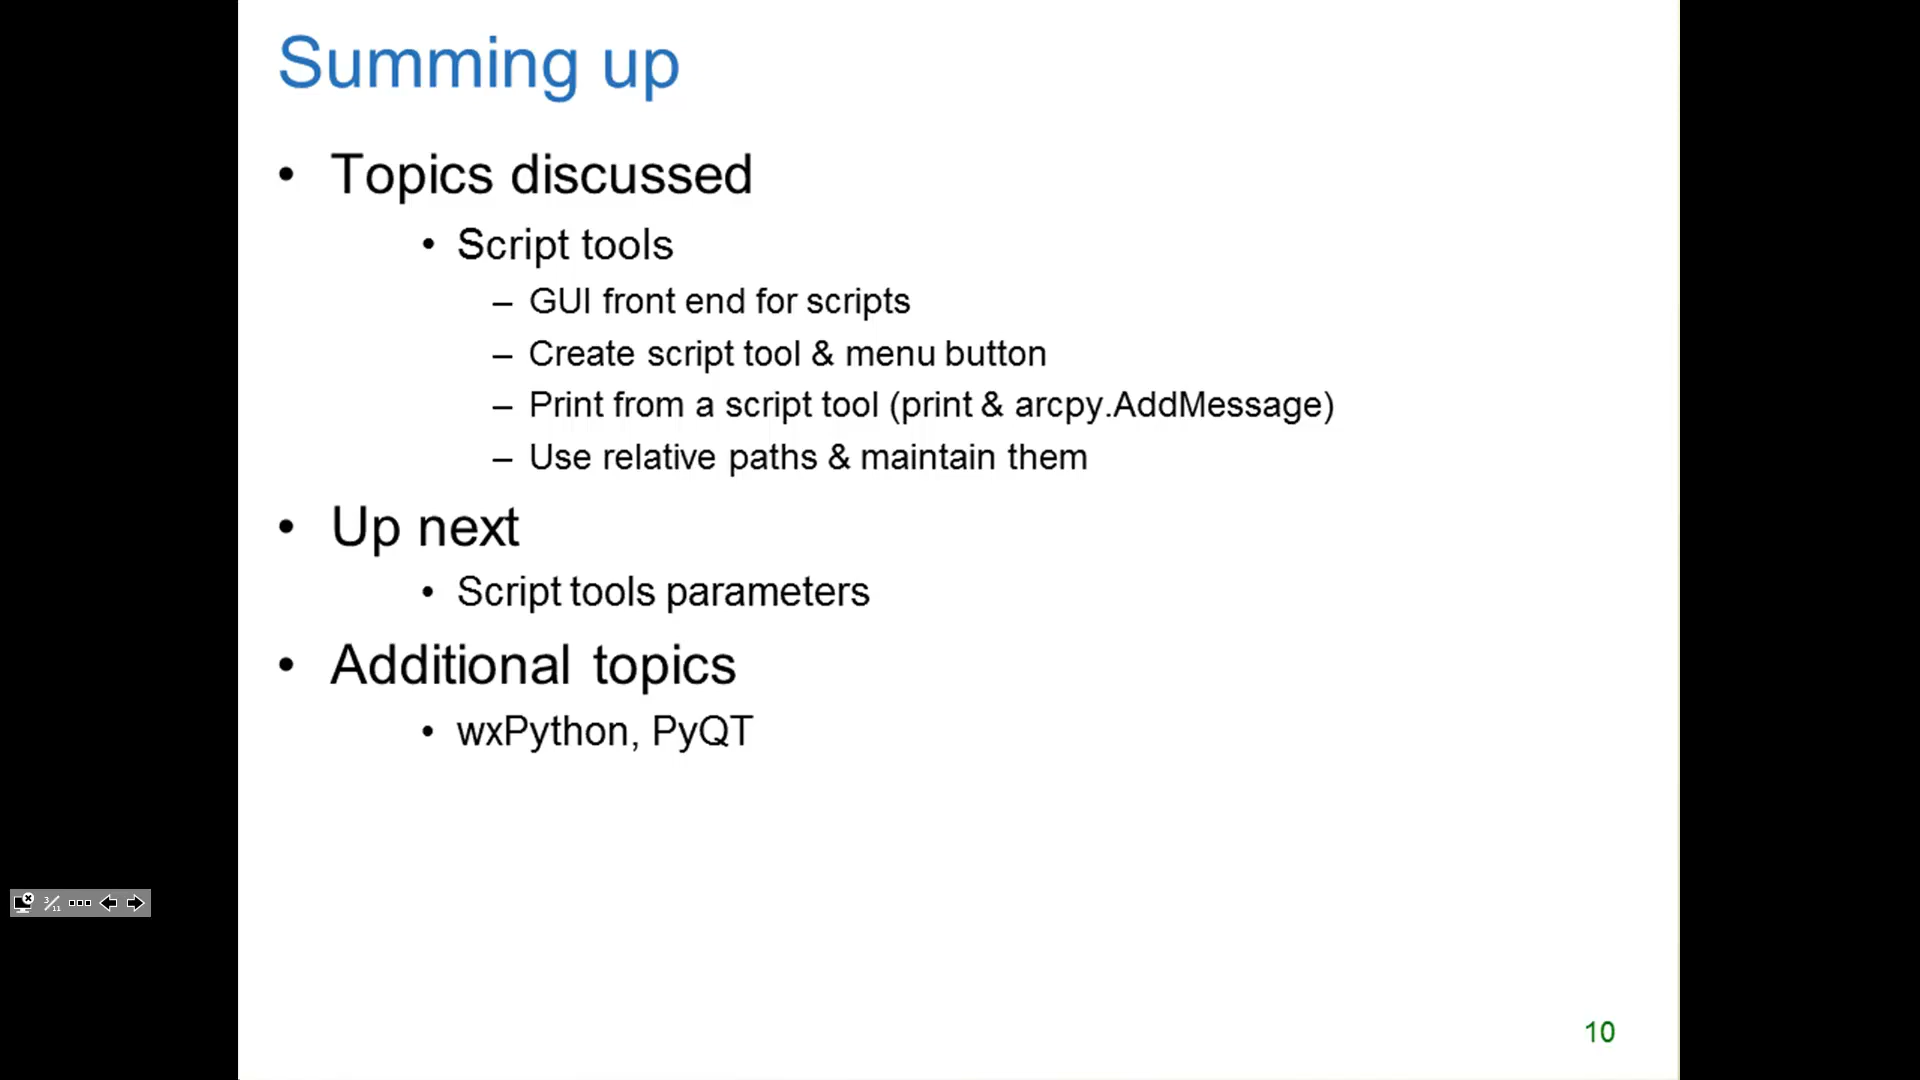 Summing up
• Topics discussed
• Script tools
– GUI front end for scripts
– Create script tool & menu button
– Print from a script tool (print & arcpy.AddMessage)
– Use relative paths & maintain them
• Up next
• Script tools parameters
• Additional topics
• wxPython, PyQT
3/11
10